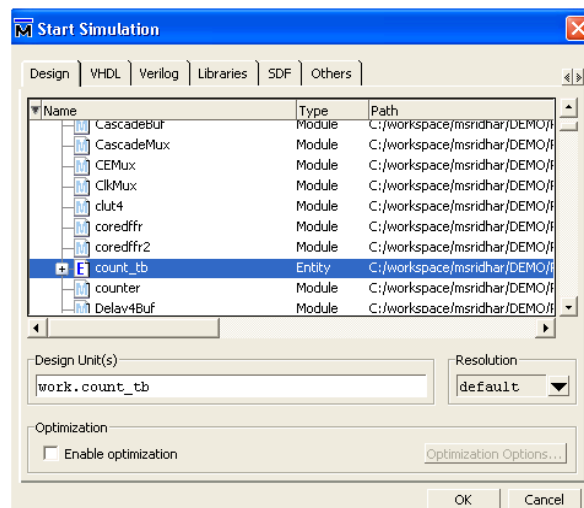 Start Simulation
Design VHDL Verilog Libraries SDF Others
Name Type Path
CascadeBuf Module C:/workspace/msridhar/DEMO/F
CascadeMux Module C:/workspace/msridhar/DEMO/F
CEMux Module C:/workspace/msridhar/DEMO/F
ClkMux Module C:/workspace/msridhar/DEMO/F
clut4 Module C:/workspace/msridhar/DEMO/F
coredffr Module C:/workspace/msridhar/DEMO/F
coredffr2 Module C:/workspace/msridhar/DEMO/F
count_tb Entity C:/workspace/msridhar/DEMO/F
counter Module C:/workspace/msridhar/DEMO/F
Delay4Buf Module C:/workspace/msridhar/DEMO/F
Design Unit(s) Resolution
work.count_tb default
Optimization
Enable optimization Optimization Options...
OK Cancel